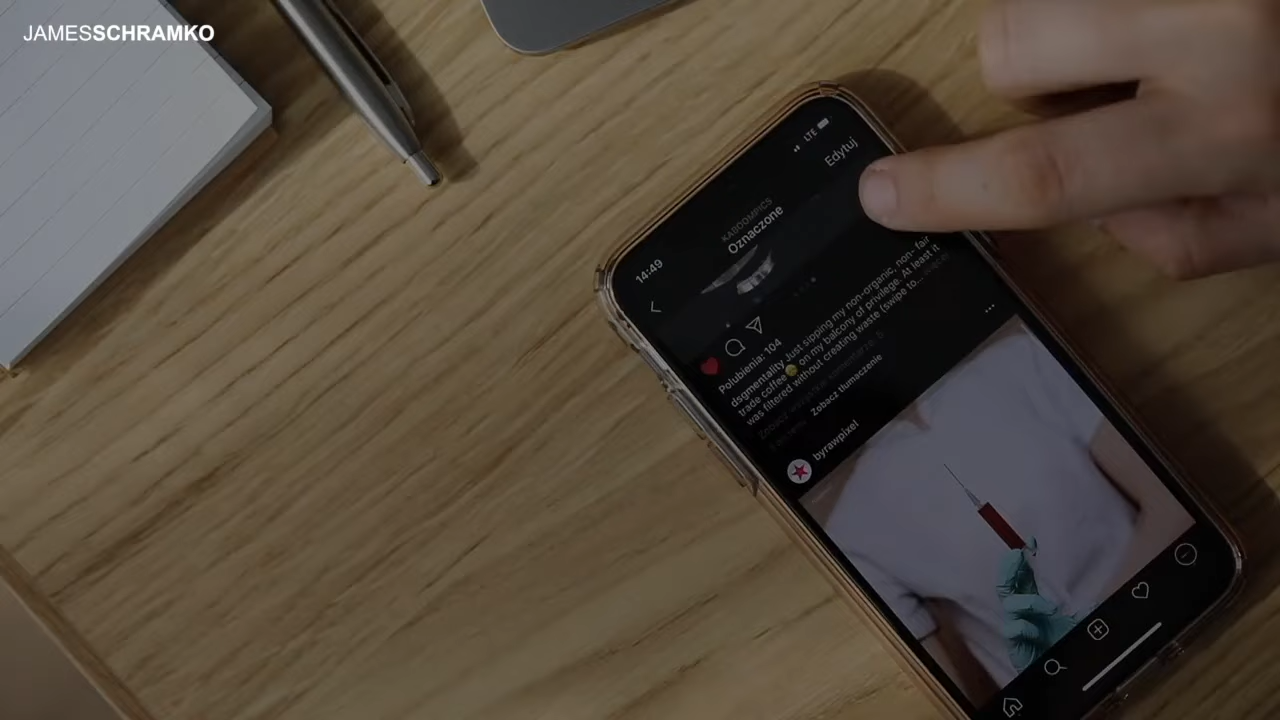 JAMESSCHRAMKO
LTE
Edytuj
KABOOMPICS
Oznaczone
14:49
Polubienia: 104
dsgmentality Just sipping my non-organic, non- fair
trade coffee😅 on my balcony of privilege. At least it
was filtered without creating waste (swipe to...
Zobacz tłumaczenie
byrawpixel